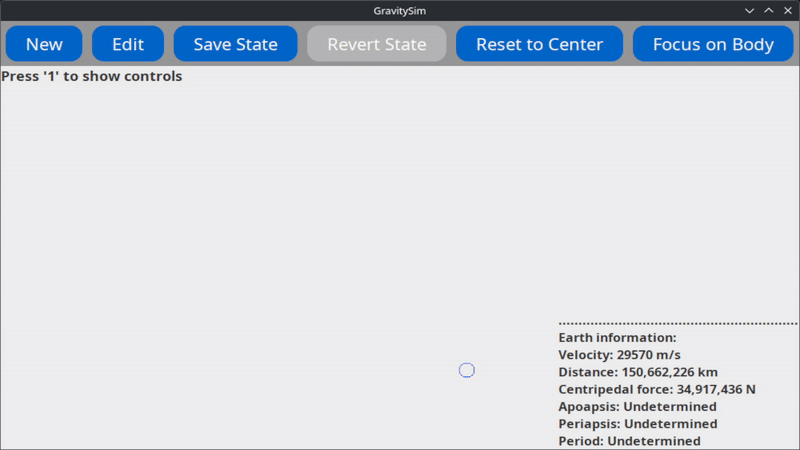 GravitySim
New Edit Save State Revert State Reset to Center Focus on Body
Press '1' to show controls
Earth information:
Velocity: 29570 m/s
Distance: 150,662,226 km
Centripedal force: 34,917,436 N
Apoapsis: Undetermined
Periapsis: Undetermined
Period: Undetermined